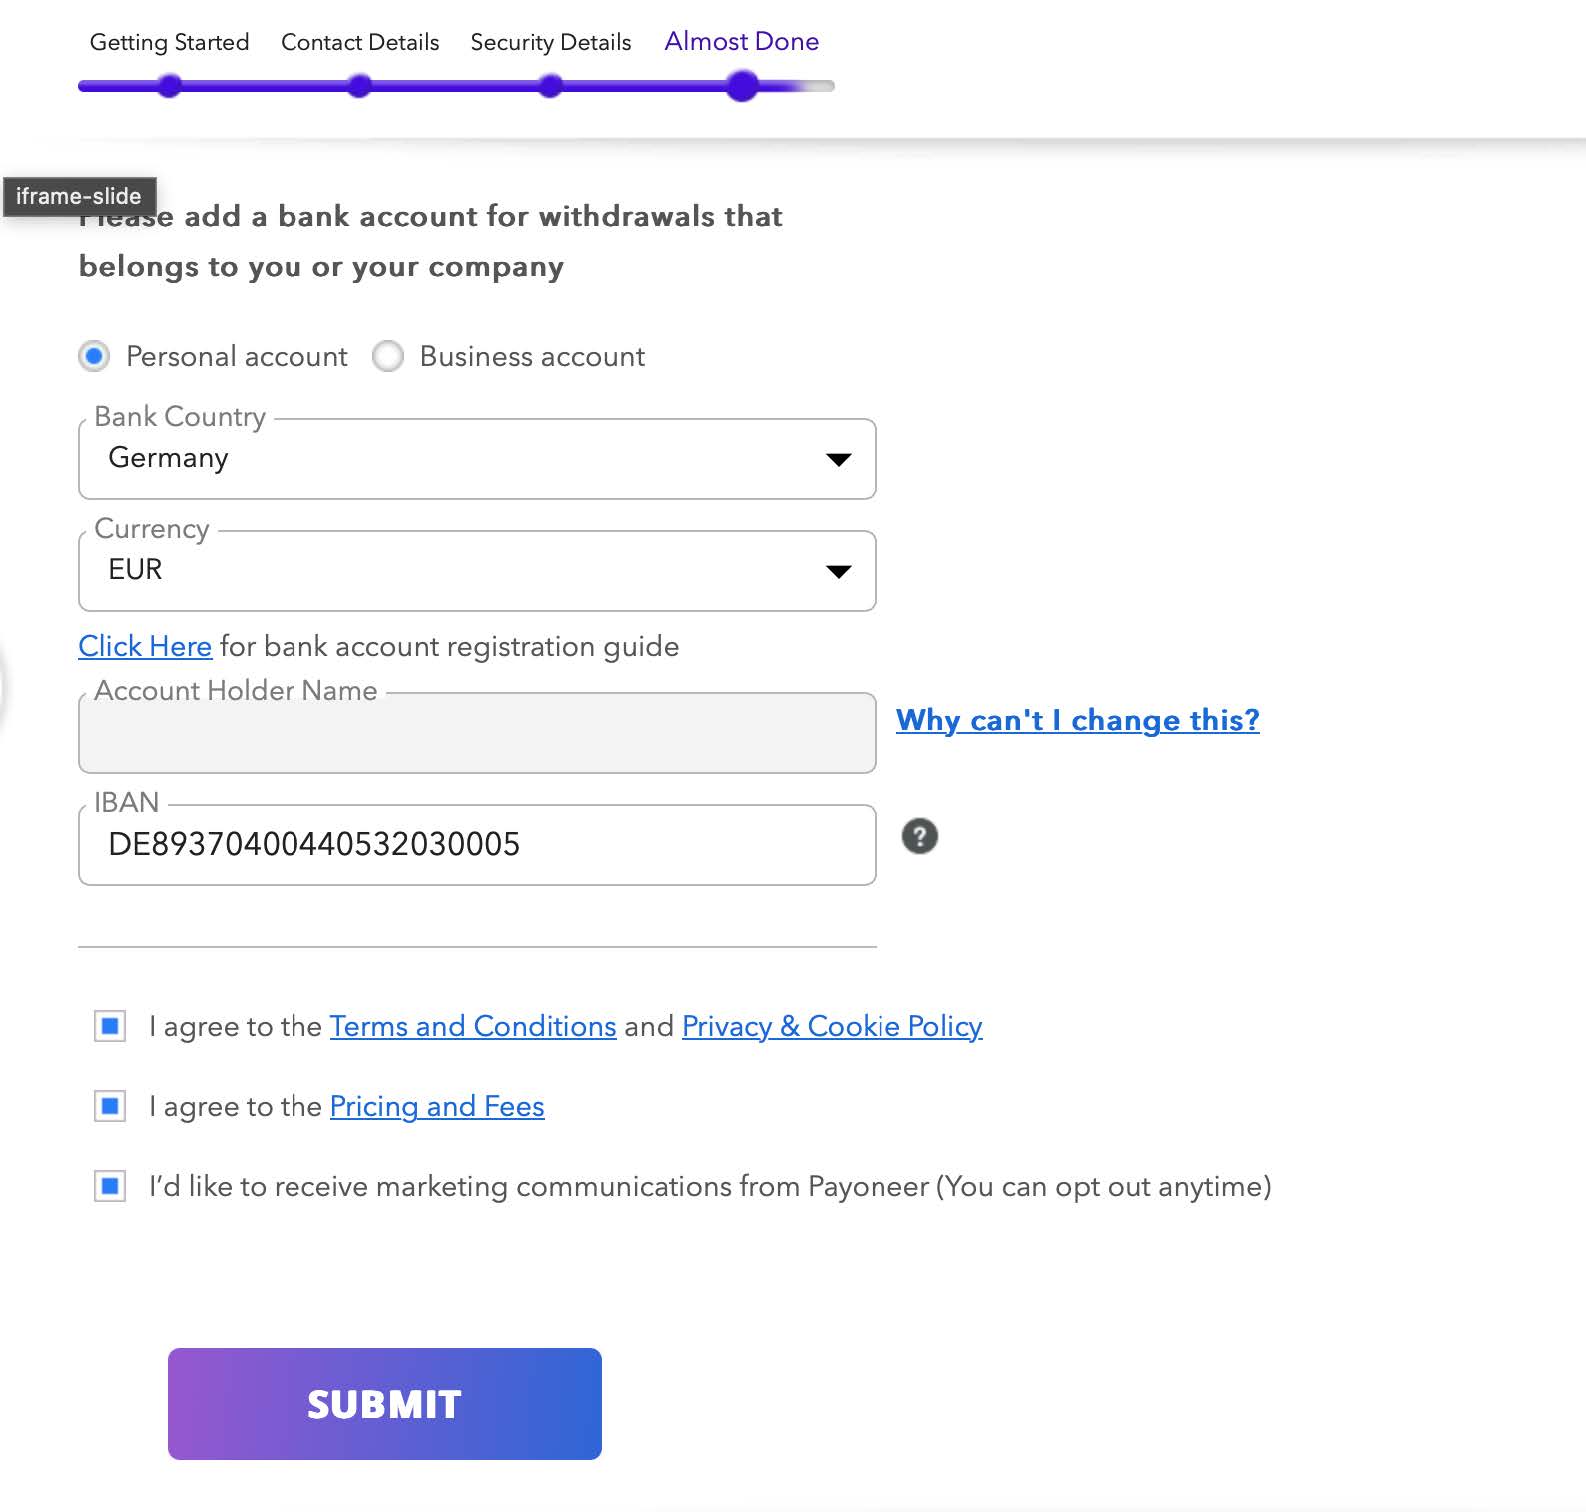 Getting Started Contact Details Security Details Almost Done
iframe-slide
Please add a bank account for withdrawals that
belongs to you or your company
Personal account Business account
Bank Country
Germany
Currency
EUR
Click Here for bank account registration guide
Account Holder Name
Why can't I change this?
IBAN
DE89370400440532030005
?
I agree to the Terms and Conditions and Privacy & Cookie Policy
I agree to the Pricing and Fees
I’d like to receive marketing communications from Payoneer (You can opt out anytime)
SUBMIT